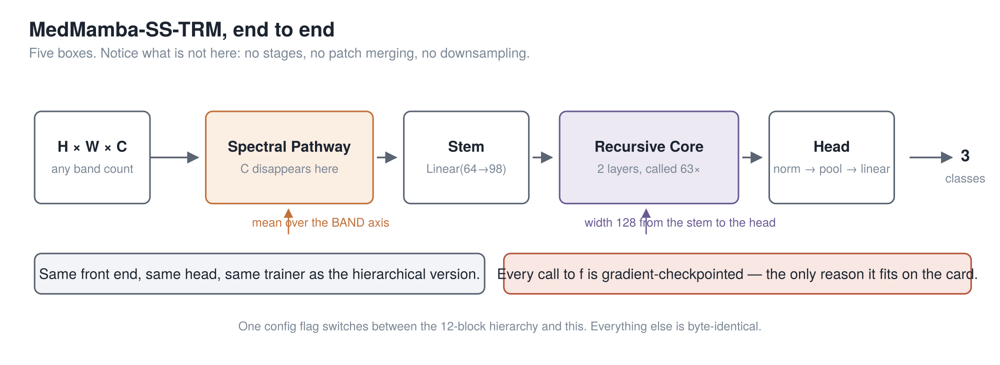 MedMamba-SS-TRM, end to end
Five boxes. Notice what is not here: no stages, no patch merging, no downsampling.
H × W × C
any band count
Spectral Pathway
C disappears here
Stem
Linear(64→98)
Recursive Core
2 layers, called 63×
Head
norm → pool → linear
3
classes
mean over the BAND axis
width 128 from the stem to the head
Same front end, same head, same trainer as the hierarchical version.
Every call to f is gradient-checkpointed — the only reason it fits on the card.
One config flag switches between the 12-block hierarchy and this. Everything else is byte-identical.